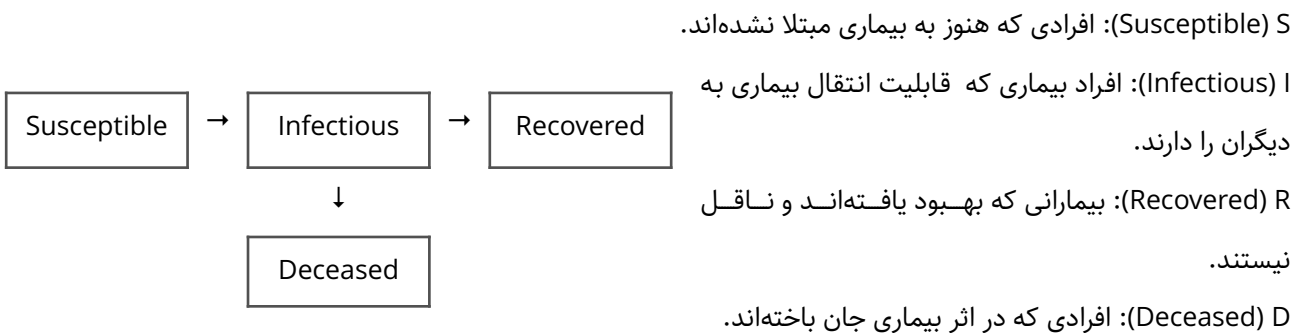 S (Susceptible): افرادی که هنوز به بیماری مبتلا نشده‌اند.
I (Infectious): افراد بیماری که قابلیت انتقال بیماری به
دیگران را دارند.
R (Recovered): بیمارانی که بهبود یافته‌اند و ناقل
نیستند.
D (Deceased): افرادی که در اثر بیماری جان باخته‌اند.
Susceptible → Infectious → Recovered
↓
Deceased